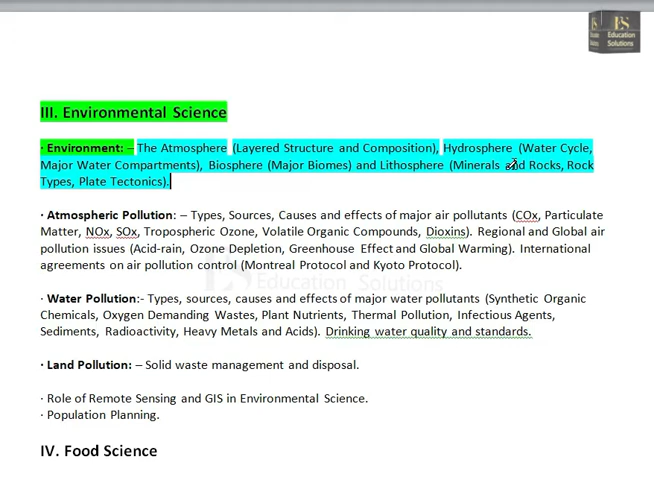 ES
Education
Solutions
III. Environmental Science
· Environment: – The Atmosphere (Layered Structure and Composition), Hydrosphere (Water Cycle,
Major Water Compartments), Biosphere (Major Biomes) and Lithosphere (Minerals and Rocks, Rock
Types, Plate Tectonics).
· Atmospheric Pollution: – Types, Sources, Causes and effects of major air pollutants (COx, Particulate
Matter, NOx, SOx, Tropospheric Ozone, Volatile Organic Compounds, Dioxins). Regional and Global air
pollution issues (Acid-rain, Ozone Depletion, Greenhouse Effect and Global Warming). International
agreements on air pollution control (Montreal Protocol and Kyoto Protocol).
ES Education Solutions
· Water Pollution:- Types, sources, causes and effects of major water pollutants (Synthetic Organic
Chemicals, Oxygen Demanding Wastes, Plant Nutrients, Thermal Pollution, Infectious Agents,
Sediments, Radioactivity, Heavy Metals and Acids). Drinking water quality and standards.
· Land Pollution: – Solid waste management and disposal.
· Role of Remote Sensing and GIS in Environmental Science.
· Population Planning.
IV. Food Science